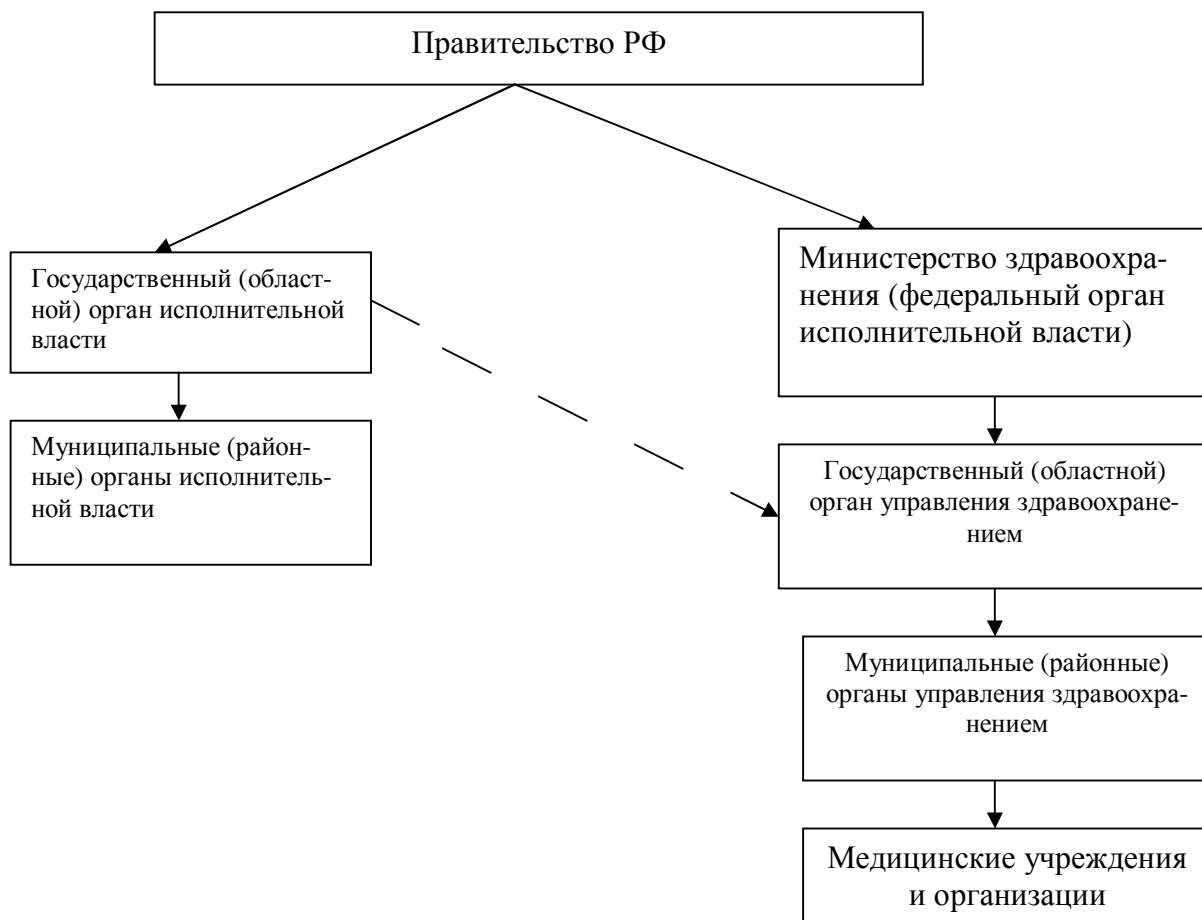 Правительство РФ
Государственный (област-
ной) орган исполнительной
власти
Министерство здравоохра-
нения (федеральный орган
исполнительной власти)
Муниципальные (район-
ные) органы исполнитель-
ной власти
Государственный (областной)
орган управления здравоохране-
нием
Муниципальные (районные)
органы управления здравоохра-
нением
Медицинские учреждения
и организации